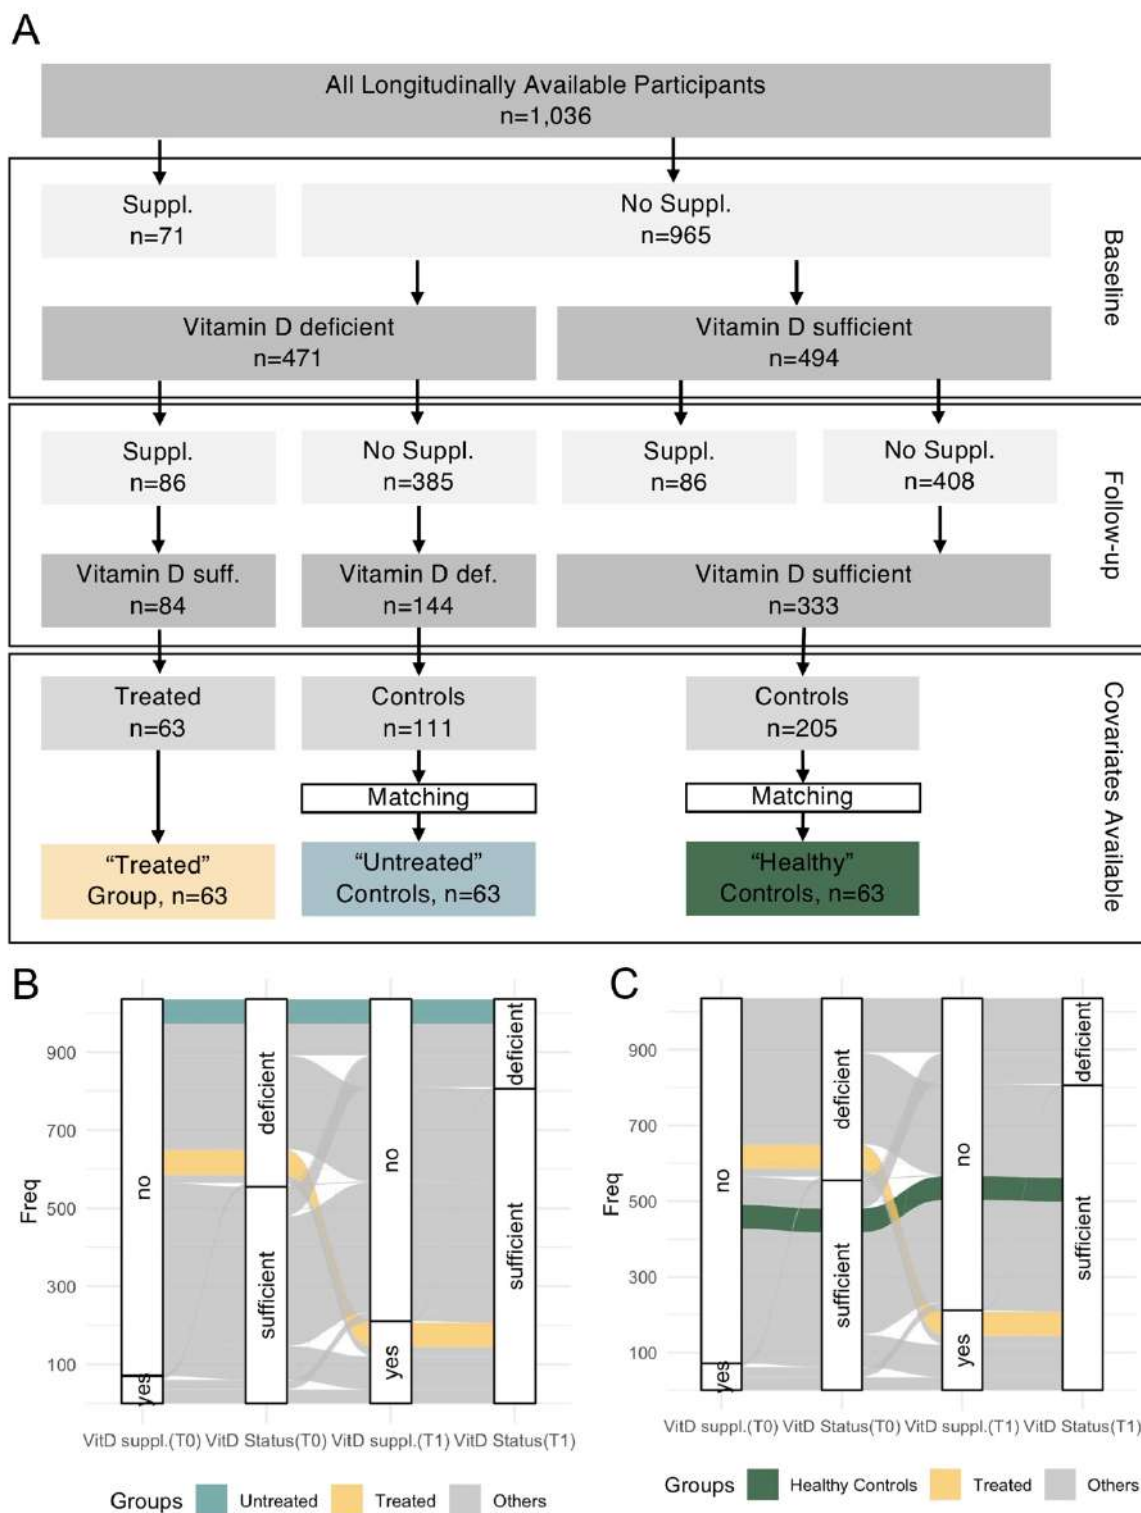 A
All Longitudinally Available Participants
n=1,036
Suppl.
n=71
No Suppl.
n=965
Baseline
Vitamin D deficient
n=471
Vitamin D sufficient
n=494
Suppl.
n=86
No Suppl.
n=385
Suppl.
n=86
No Suppl.
n=408
Follow-up
Vitamin D suff.
n=84
Vitamin D def.
n=144
Vitamin D sufficient
n=333
Treated
n=63
Controls
n=111
Controls
n=205
Covariates Available
Matching
Matching
“Treated”
Group, n=63
“Untreated”
Controls, n=63
“Healthy”
Controls, n=63
B
Freq
900
700
500
300
100
no
yes
deficient
sufficient
no
yes
deficient
sufficient
VitD suppl.(T0)
VitD Status(T0)
VitD suppl.(T1)
VitD Status(T1)
Groups
Untreated
Treated
Others
C
Freq
900
700
500
300
100
no
yes
deficient
sufficient
no
yes
deficient
sufficient
VitD suppl.(T0)
VitD Status(T0)
VitD suppl.(T1)
VitD Status(T1)
Groups
Healthy Controls
Treated
Others